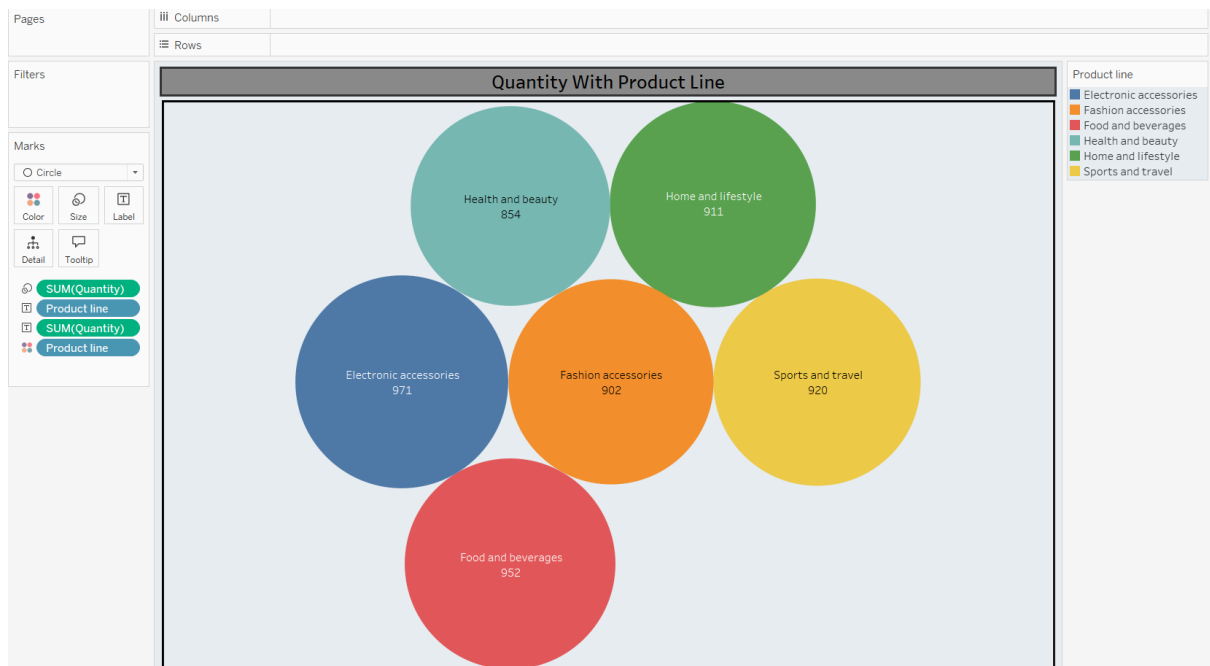 Pages
Columns
Rows
Filters
Quantity With Product Line
Product line
Electronic accessories
Fashion accessories
Food and beverages
Health and beauty
Home and lifestyle
Sports and travel
Marks
Circle
Color
Size
Label
Detail
Tooltip
SUM(Quantity)
Product line
SUM(Quantity)
Product line
Health and beauty
854
Home and lifestyle
911
Electronic accessories
971
Fashion accessories
902
Sports and travel
920
Food and beverages
952